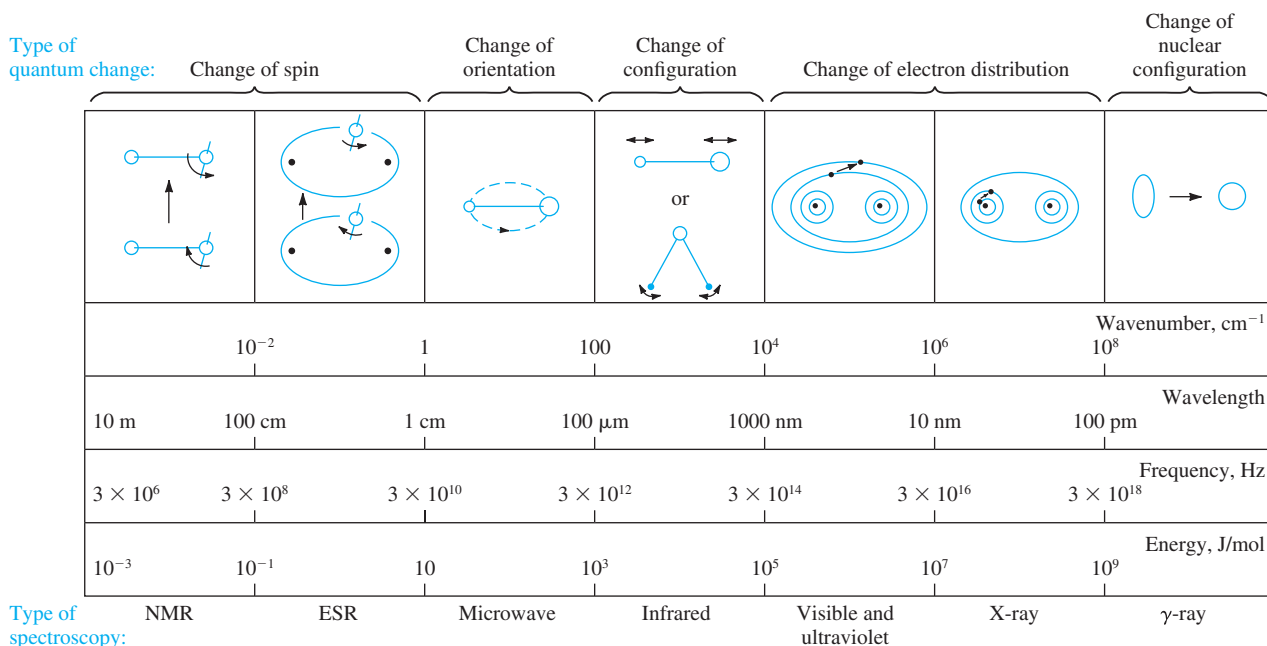 Type of
quantum change:
Change of spin
Change of
orientation
Change of
configuration
Change of electron distribution
Change of
nuclear
configuration
or
Wavenumber, cm⁻¹
10⁻² 1 100 10⁴ 10⁶ 10⁸
Wavelength
10 m 100 cm 1 cm 100 μm 1000 nm 10 nm 100 pm
Frequency, Hz
3 × 10⁶ 3 × 10⁸ 3 × 10¹⁰ 3 × 10¹² 3 × 10¹⁴ 3 × 10¹⁶ 3 × 10¹⁸
Energy, J/mol
10⁻³ 10⁻¹ 10 10³ 10⁵ 10⁷ 10⁹
Type of
spectroscopy:
NMR
ESR
Microwave
Infrared
Visible and
ultraviolet
X-ray
γ-ray